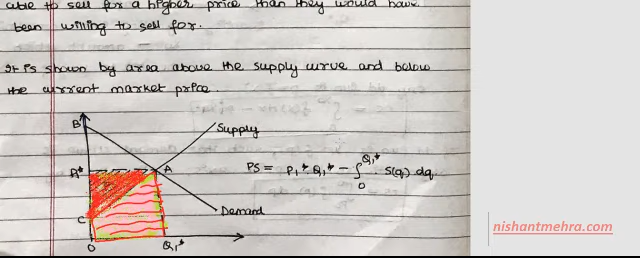 able to sell for a higher price than they would have
been willing to sell for.
It is shown by area above the supply curve and below
the current market price.
B
Supply
P₁* A PS = P₁* Q₁* - ∫₀^Q₁* S(q) dq
Demand
C
O Q₁*
nishantmehra.com